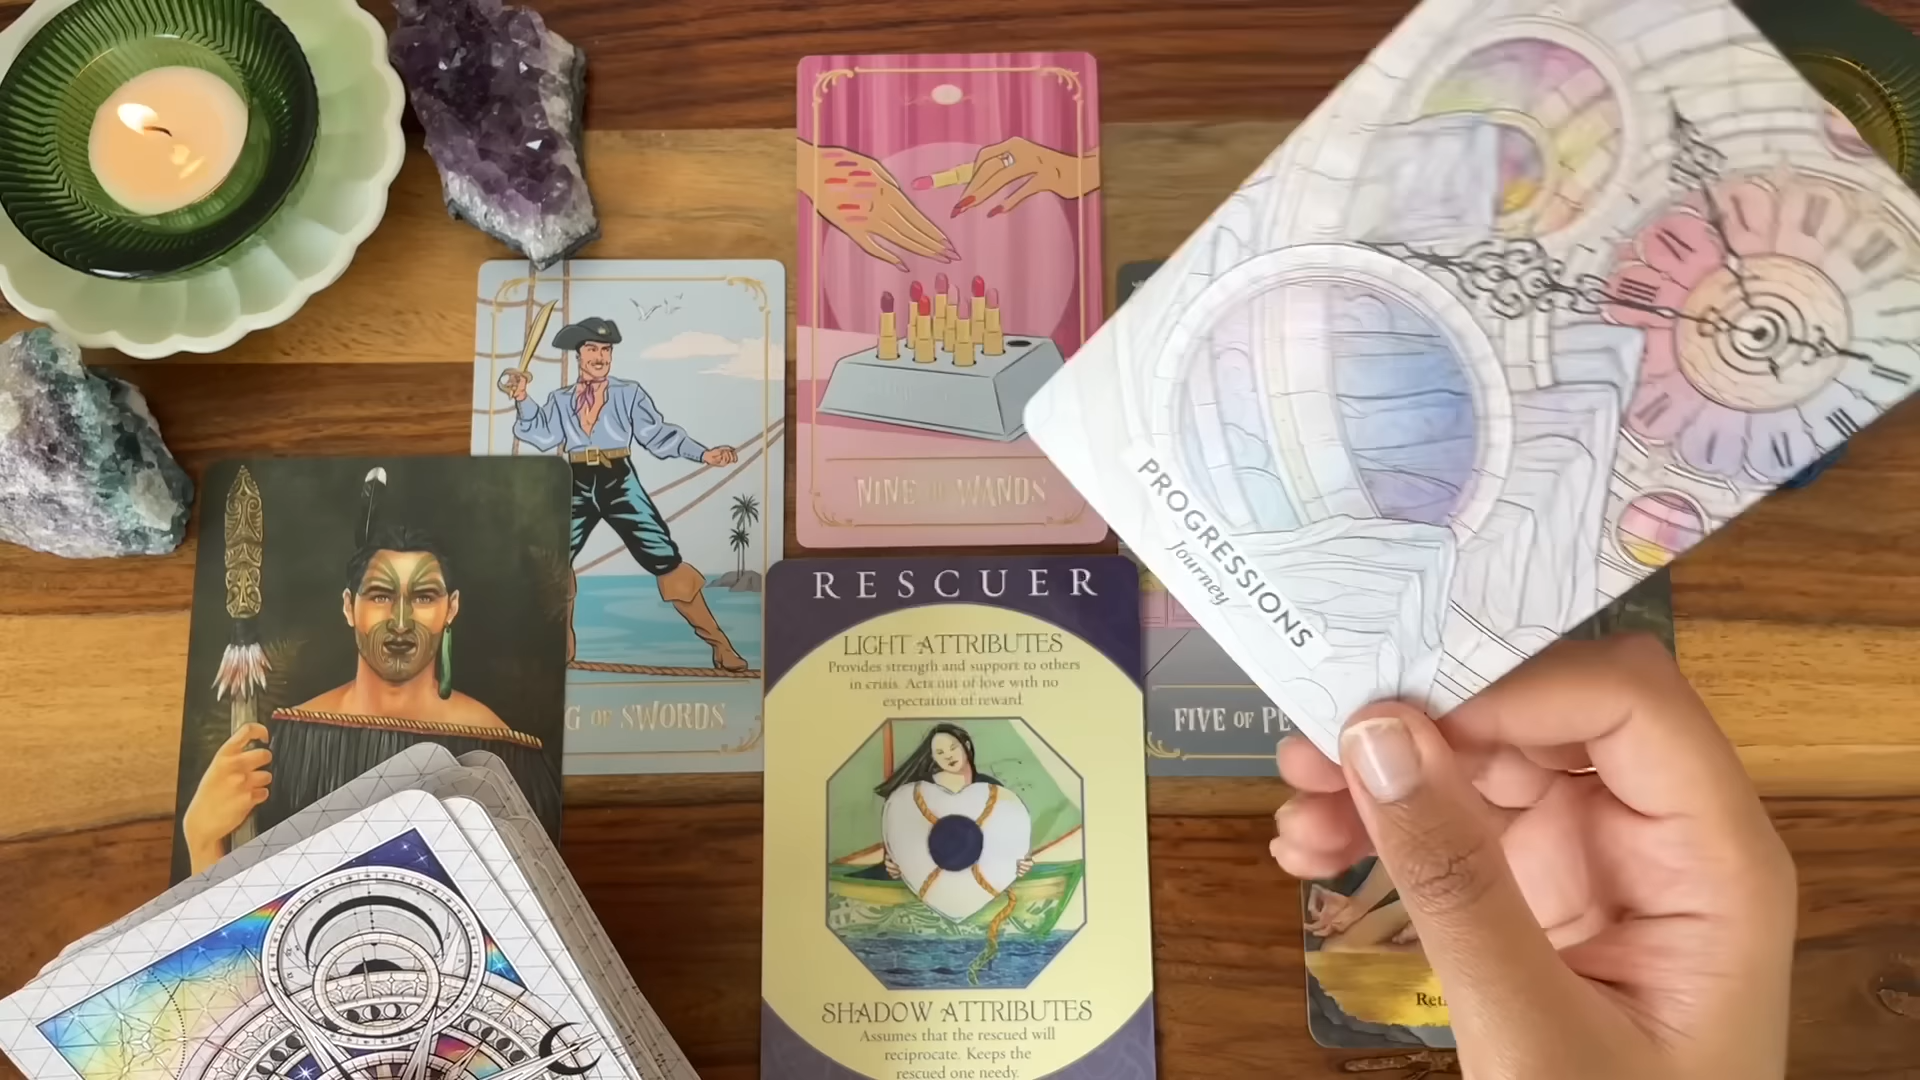 NINE OF WANDS
PROGRESSIONS
Journey
G OF SWORDS
RESCUER
LIGHT ATTRIBUTES
Provides strength and support to others
in crisis. Acts out of love with no
expectation of reward.
FIVE OF PE
SHADOW ATTRIBUTES
Assumes that the rescued will
reciprocate. Keeps the
rescued one needy.
Ret